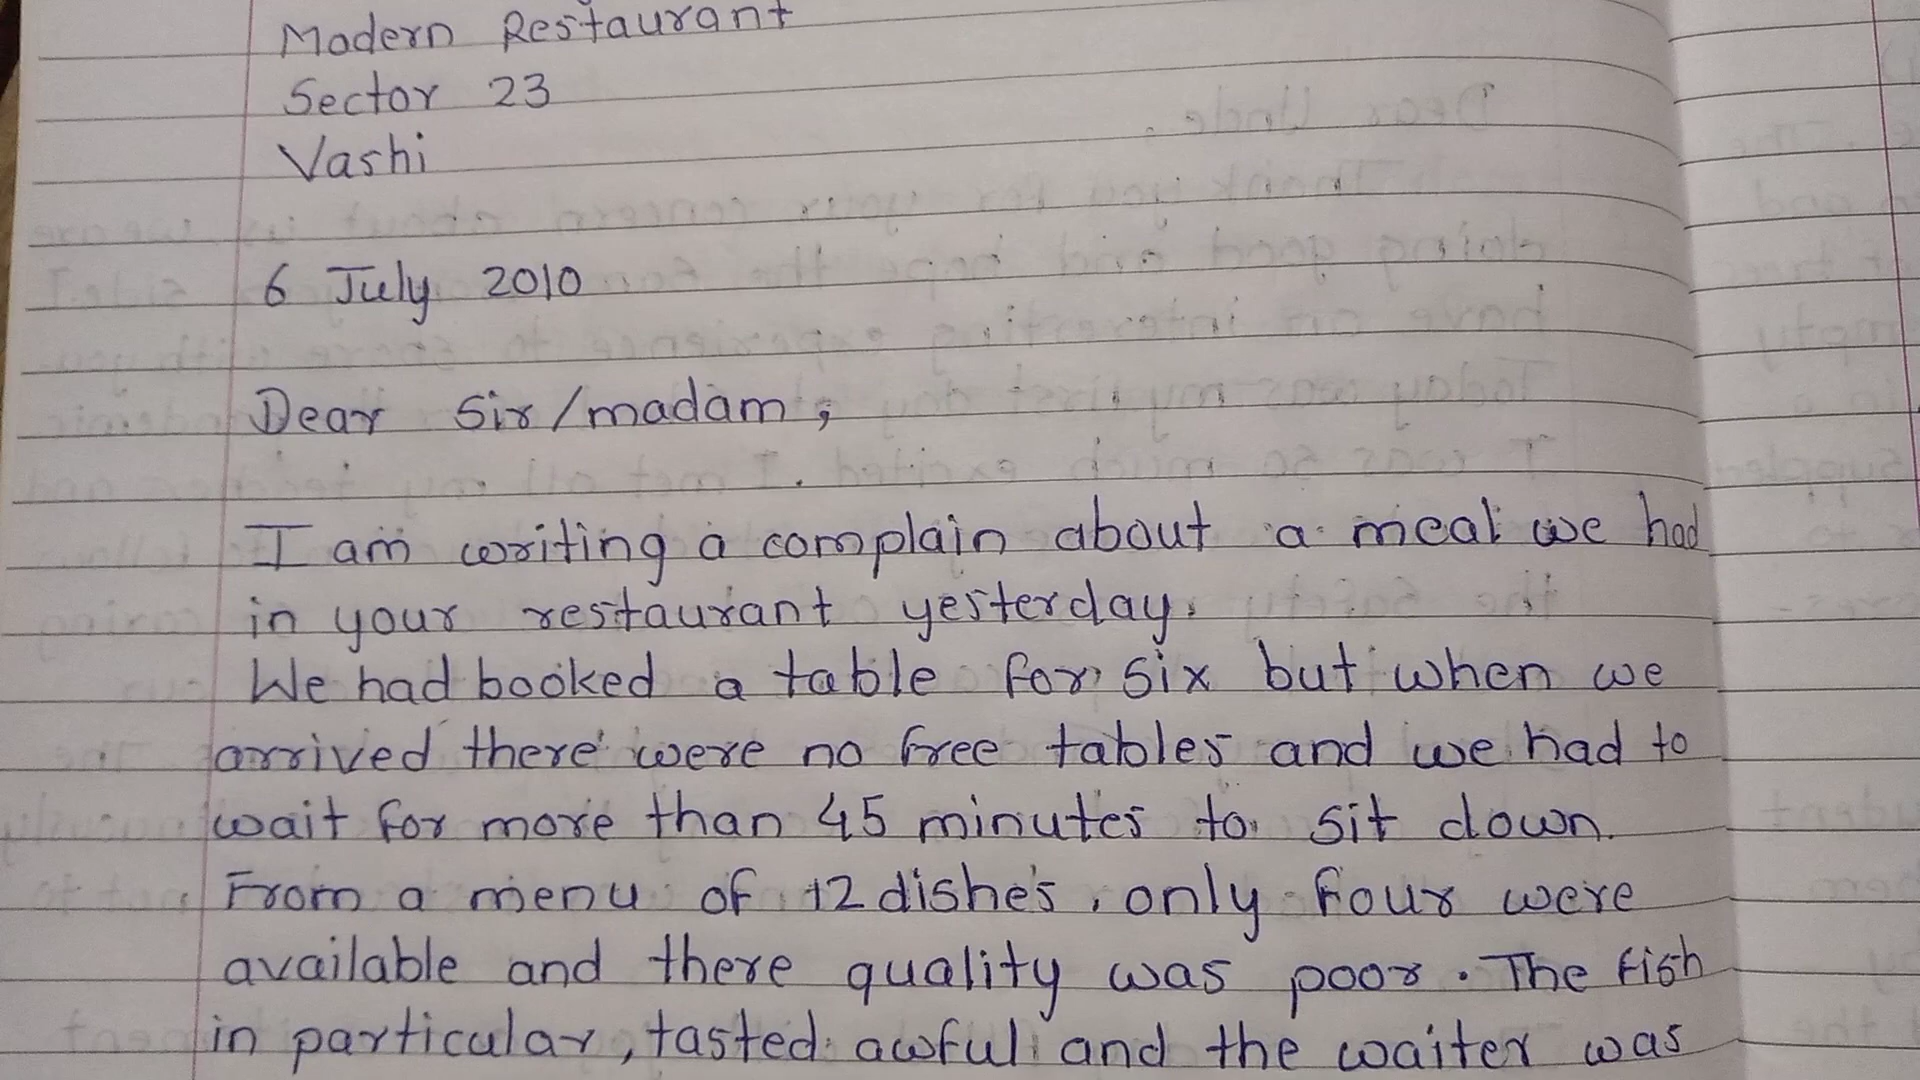 Modern Restaurant
Sector 23
Vashi
6 July 2010
Dear Sir/madam,
I am writing a complain about a meal we had
in your restaurant yesterday.
We had booked a table for six but when we
arrived there were no free tables and we had to
wait for more than 45 minutes to sit down.
From a menu of 12 dishes, only four were
available and there quality was poor. The fish
in particular, tasted awful and the waiter was